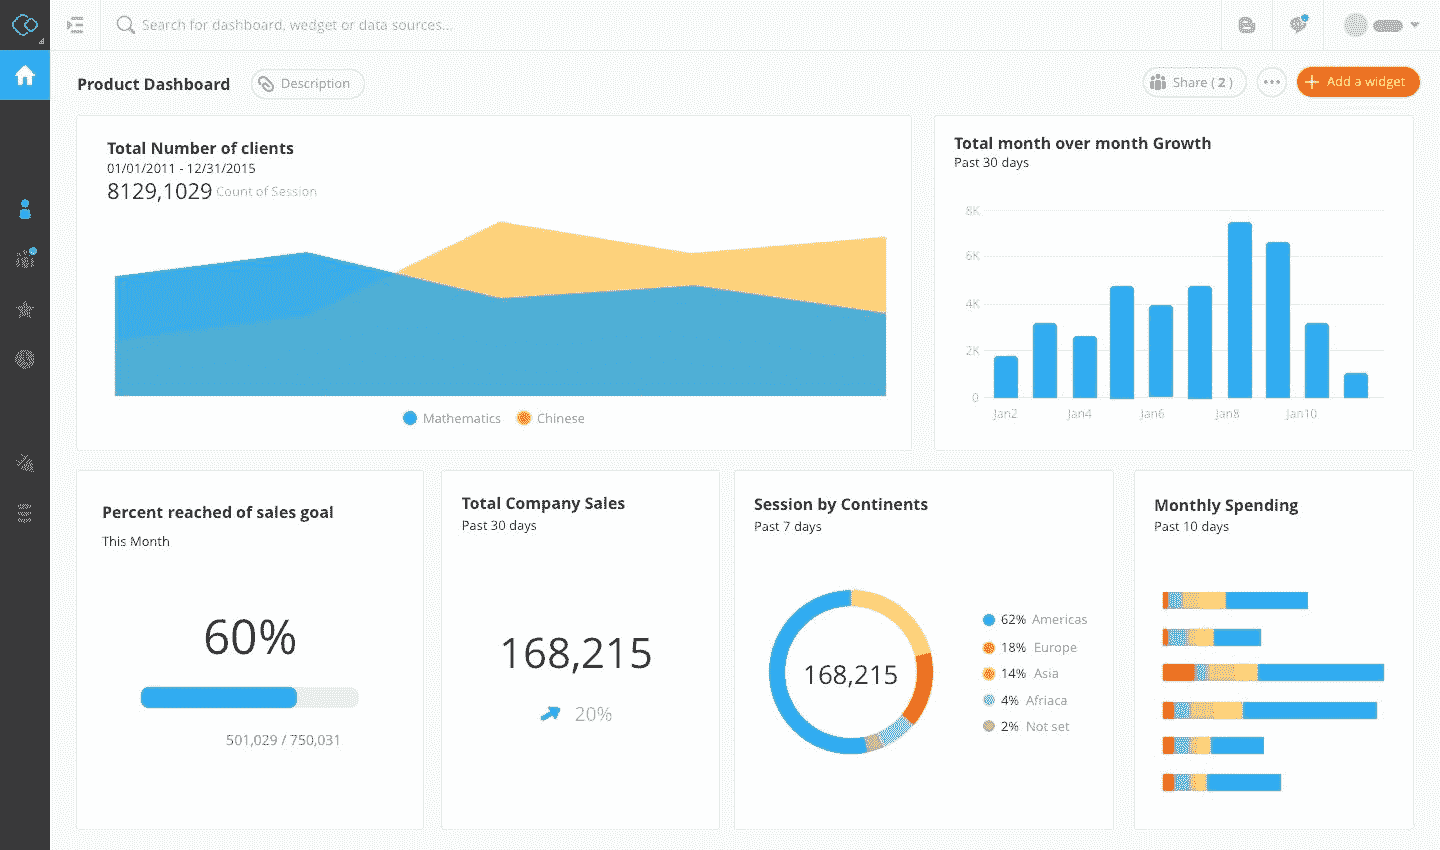 Search for dashboard, wedget or data sources...
Product Dashboard
Description
Share ( 2 )
Add a widget
Total Number of clients
01/01/2011 - 12/31/2015
8129,1029 Count of Session
Mathematics
Chinese
Total month over month Growth
Past 30 days
8K
6K
4K
2K
0
Jan2 Jan4 Jan6 Jan8 Jan10
Percent reached of sales goal
This Month
60%
501,029 / 750,031
Total Company Sales
Past 30 days
168,215
20%
Session by Continents
Past 7 days
168,215
62% Americas
18% Europe
14% Asia
4% Afriaca
2% Not set
Monthly Spending
Past 10 days